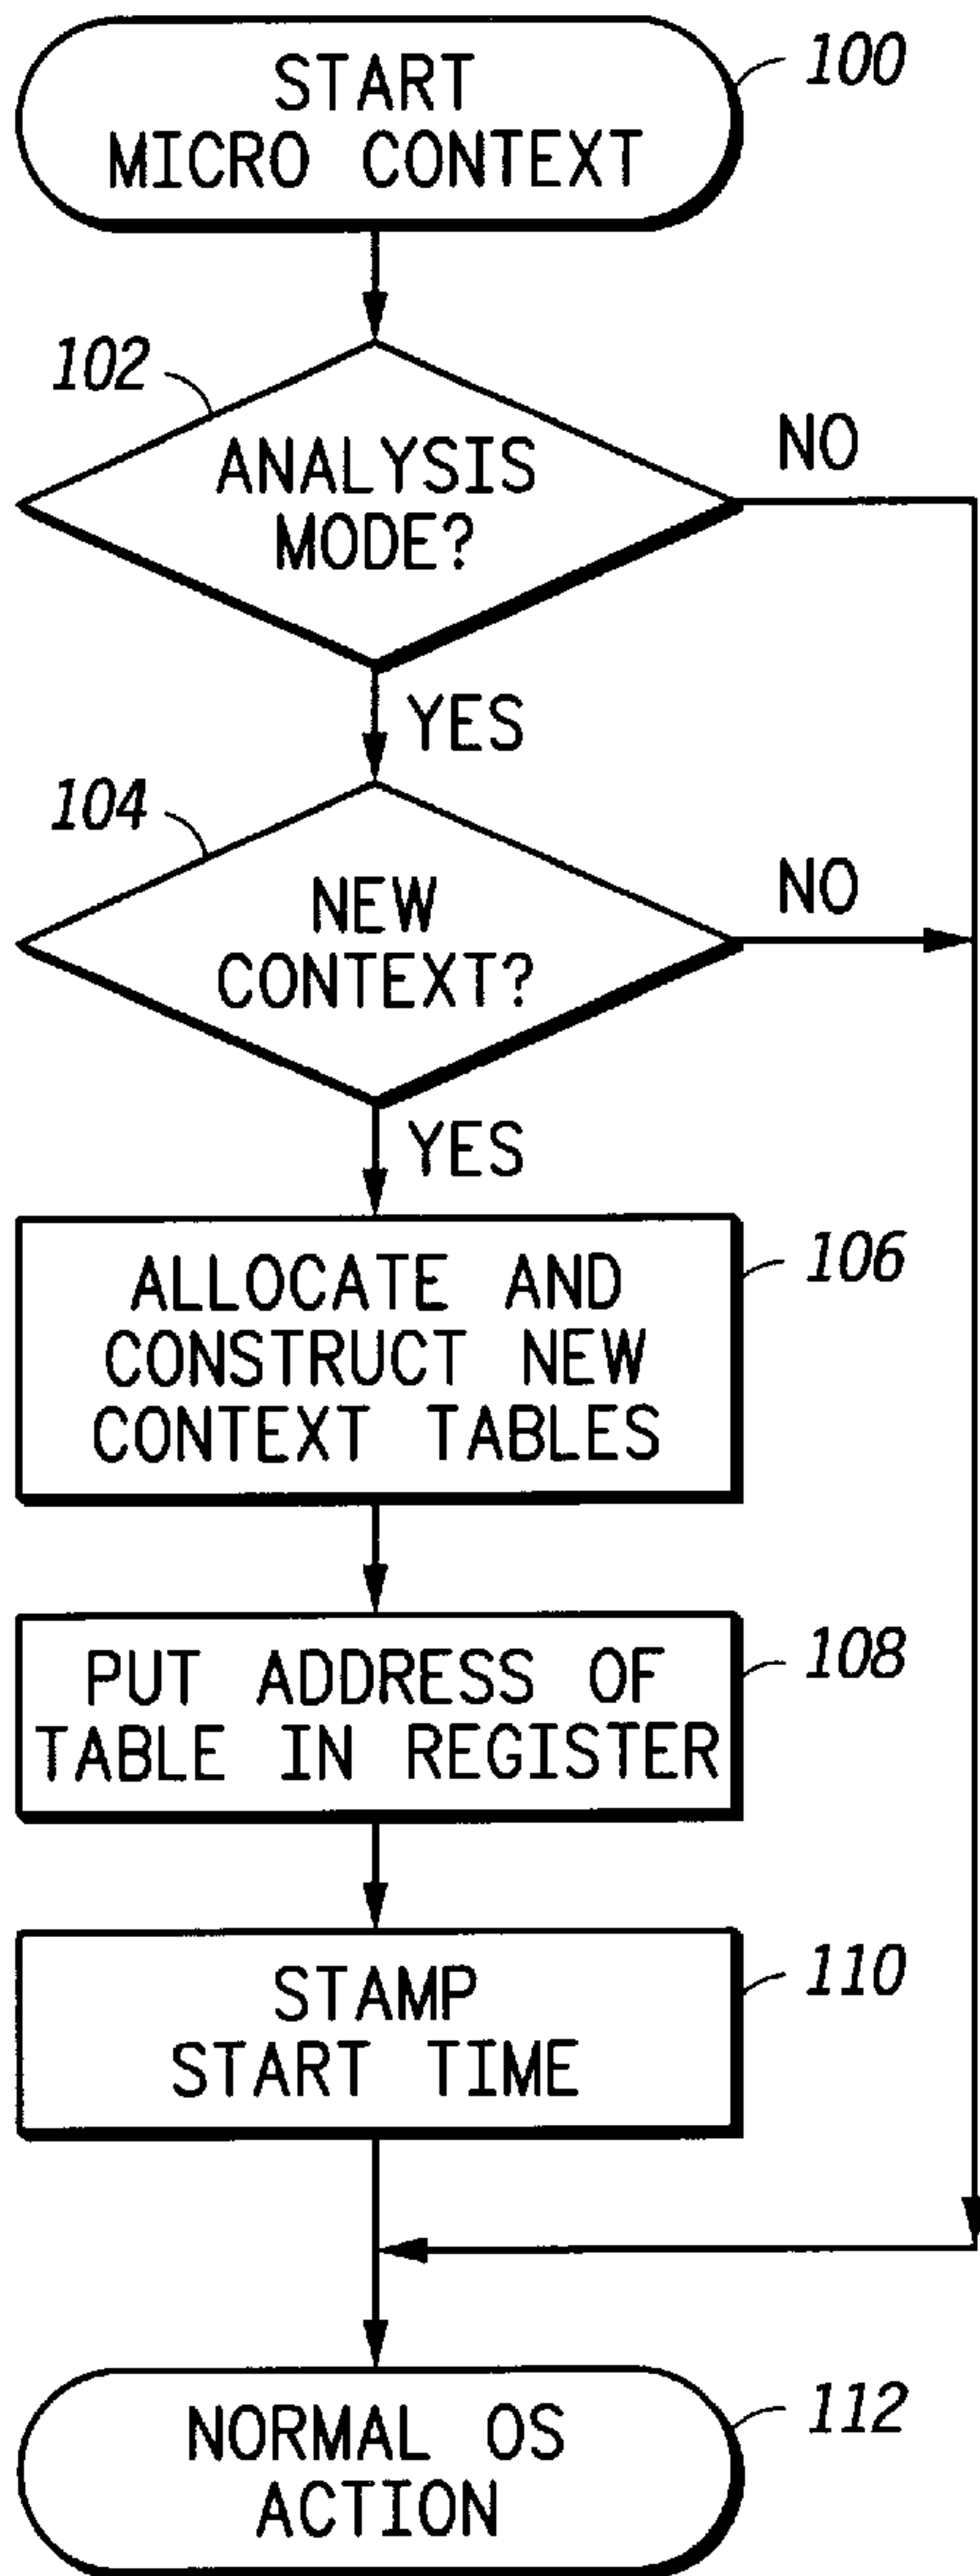 START
MICRO CONTEXT
100
102
ANALYSIS
MODE?
NO
YES
104
NEW
CONTEXT?
NO
YES
ALLOCATE AND
CONSTRUCT NEW
CONTEXT TABLES
106
PUT ADDRESS OF
TABLE IN REGISTER
108
STAMP
START TIME
110
NORMAL OS
ACTION
112